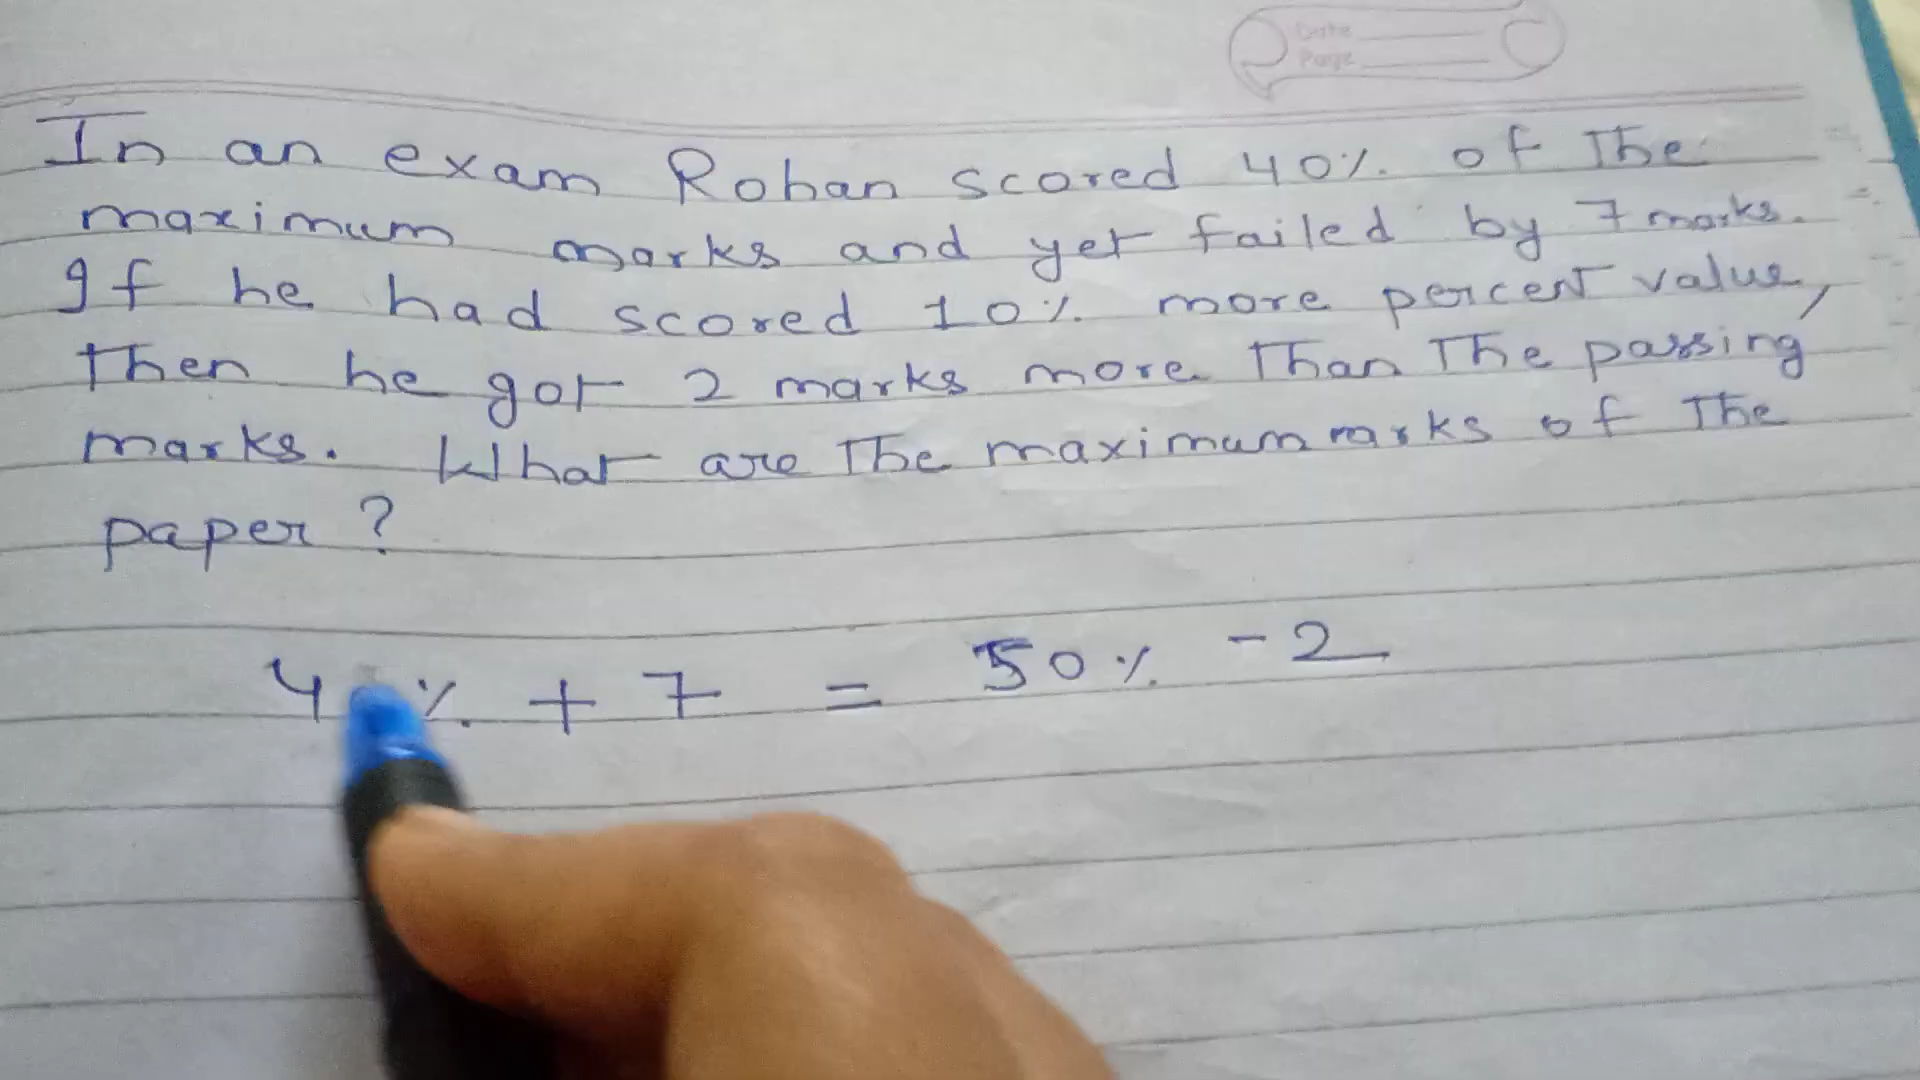 Date
Page
In an exam Rohan scored 40% of the
maximum marks and yet failed by 7 marks.
If he had scored 10% more percent value,
then he got 2 marks more than the passing
marks. What are the maximum marks of the
paper?
4 % + 7 = 50% - 2